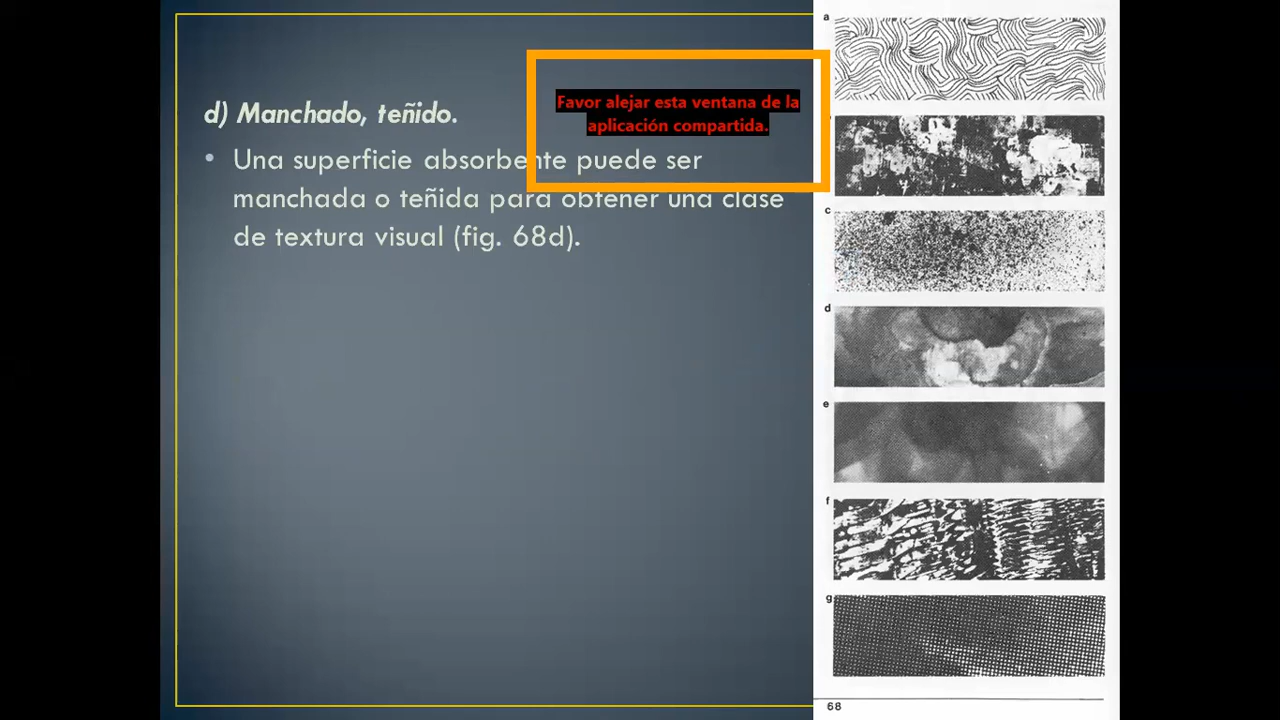 d) Manchado, teñido.
Favor alejar esta ventana de la
aplicación compartida.
• Una superficie absorbente puede ser
manchada o teñida para obtener una clase
de textura visual (fig. 68d).
a
c
d
e
f
g
68